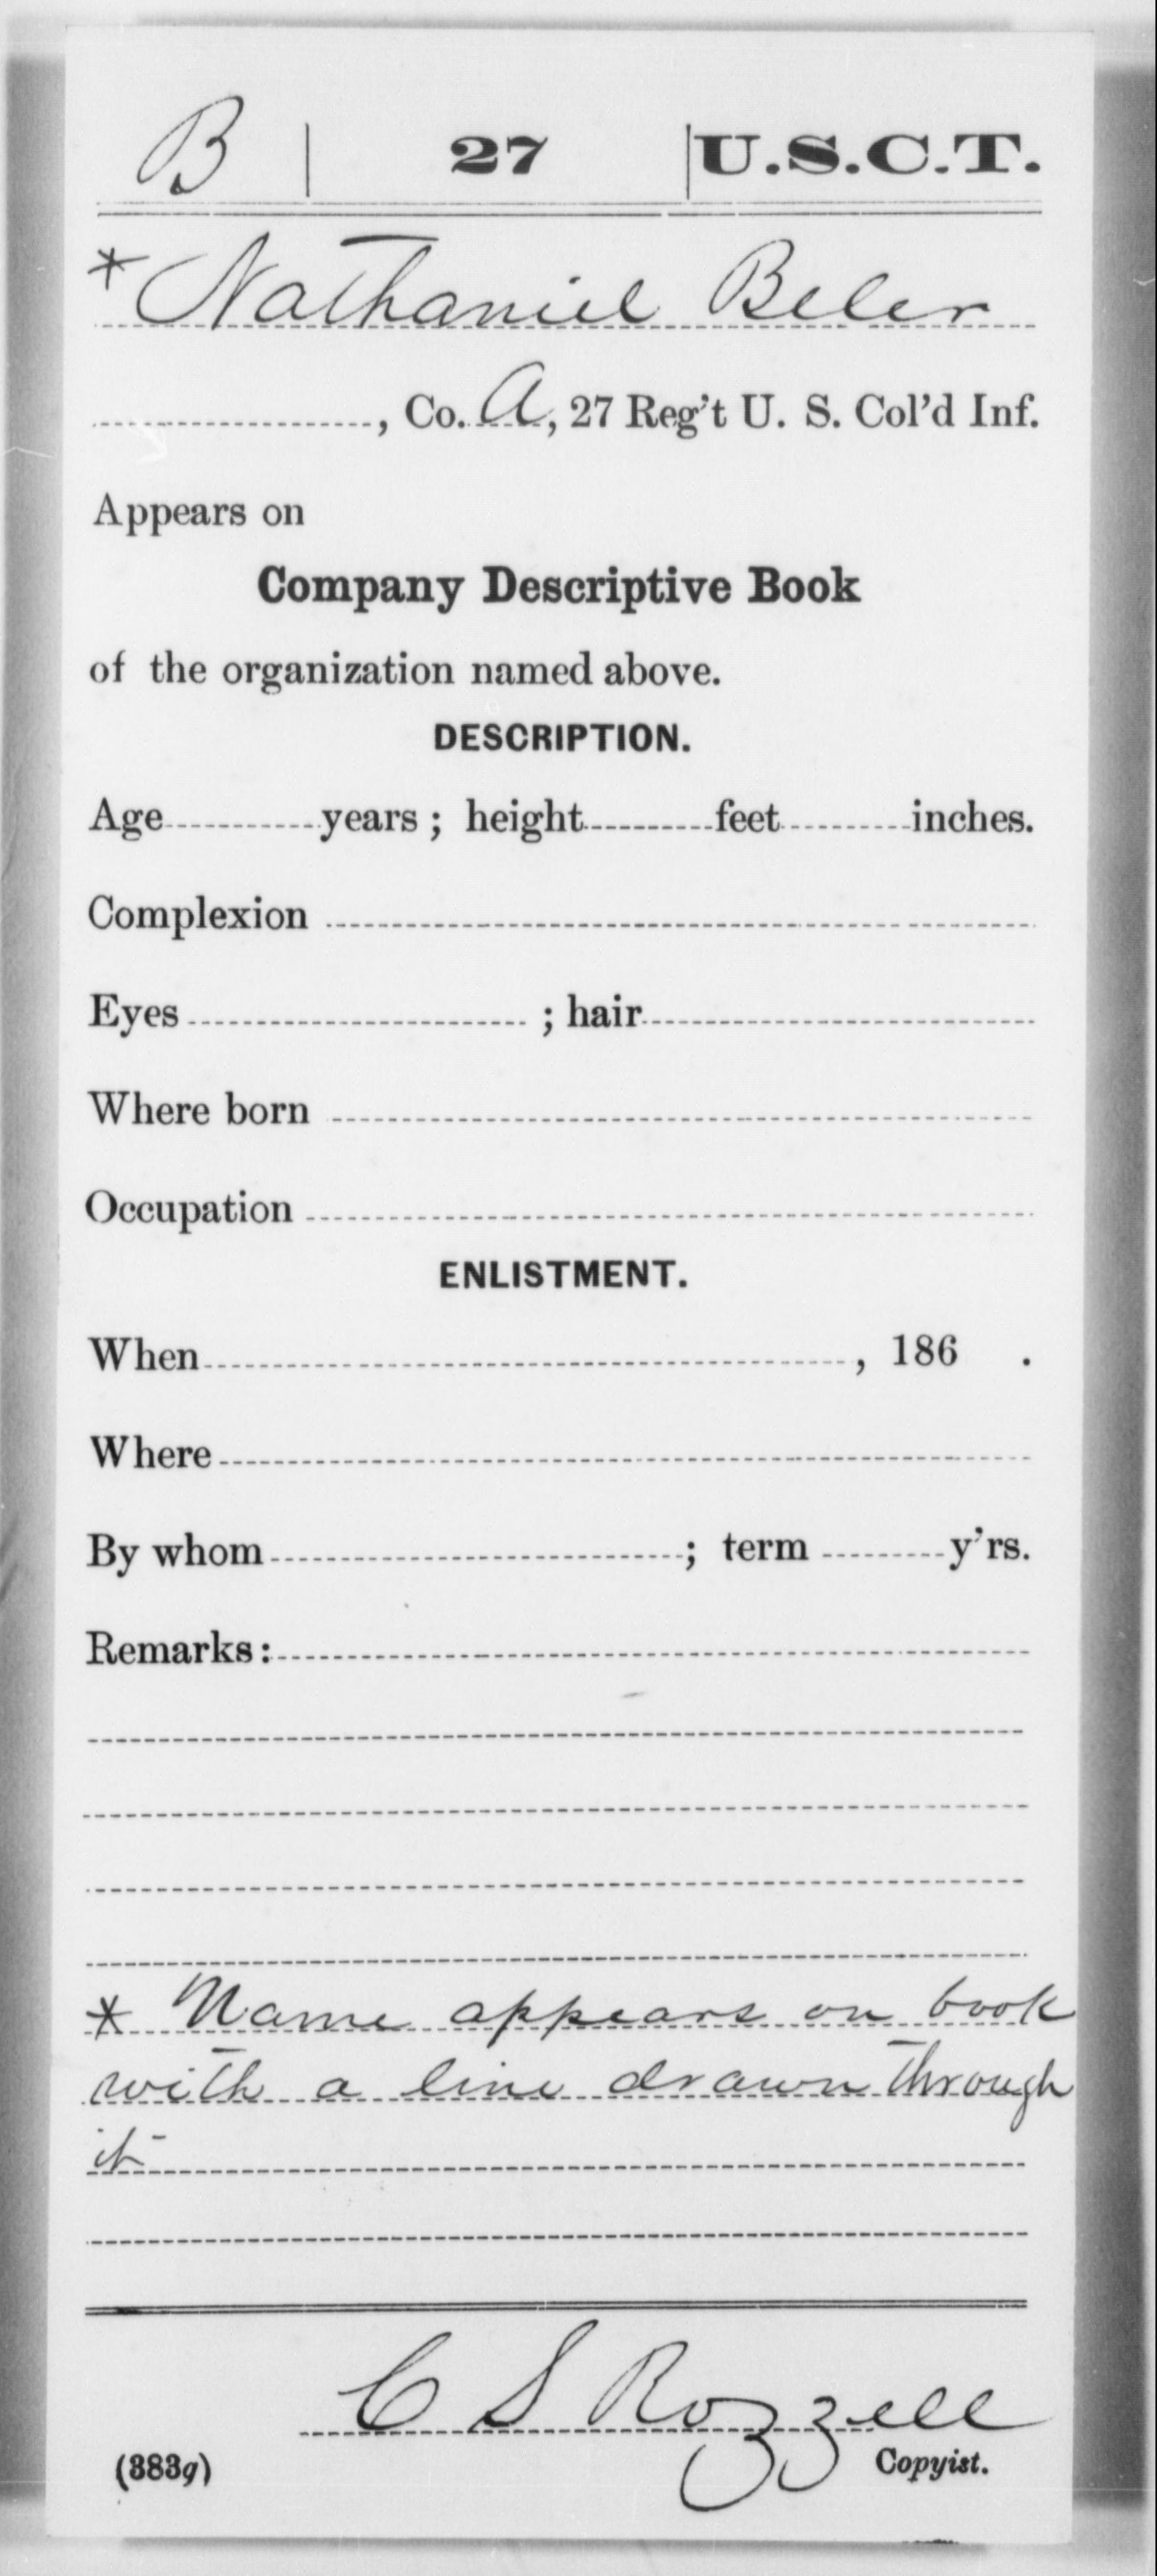 B | 27 | U.S.C.T.
* Nathaniel Beler
, Co. A, 27 Reg't U. S. Col'd Inf.
Appears on
Company Descriptive Book
of the organization named above.
DESCRIPTION.
Age years; height feet inches.
Complexion
Eyes ; hair
Where born
Occupation
ENLISTMENT.
When , 186 .
Where
By whom ; term y'rs.
Remarks:
* Name appears on book
with a line drawn through
it
C S Rozzell
(383g) Copyist.